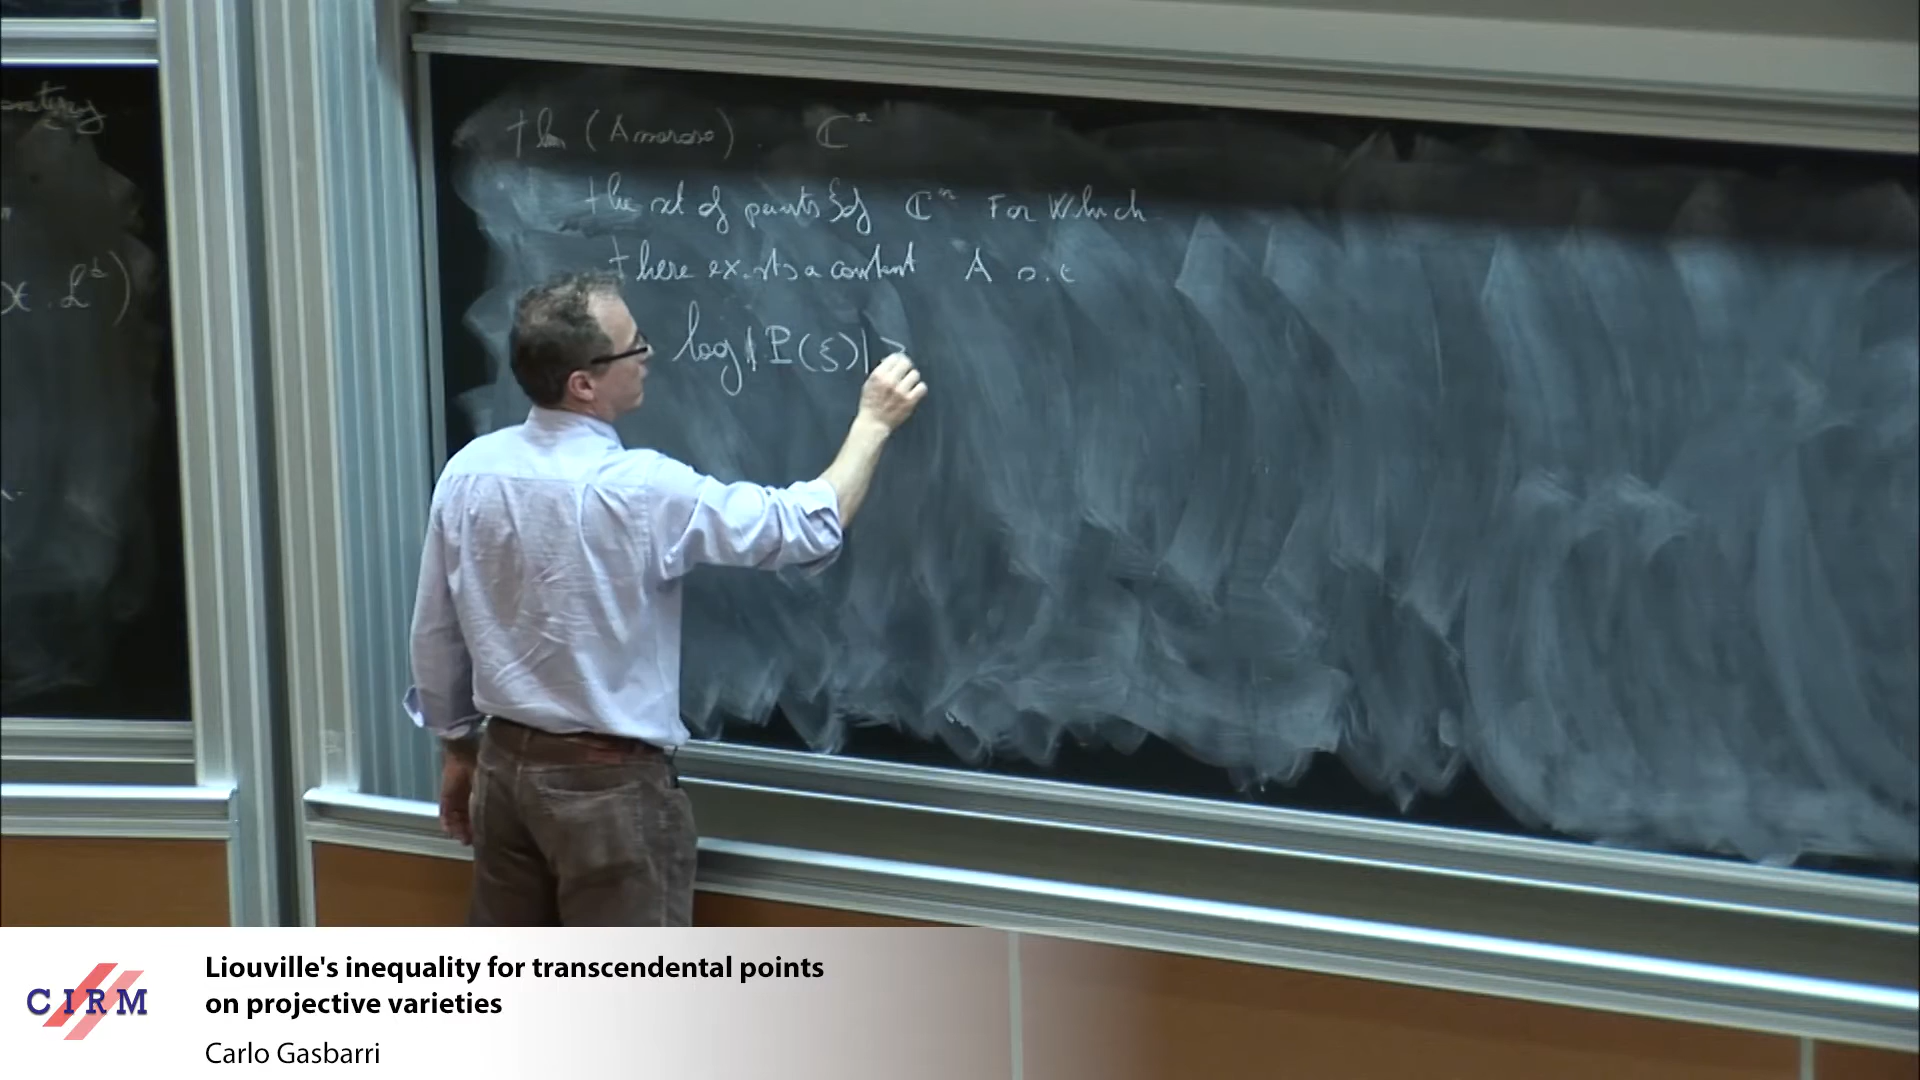 thm (Amoroso). ℂⁿ
the set of points ξ of ℂⁿ For Which
there exists a constant A s.t
log |P(ξ)| >
X . L^d)
CIRM
Liouville's inequality for transcendental points
on projective varieties
Carlo Gasbarri